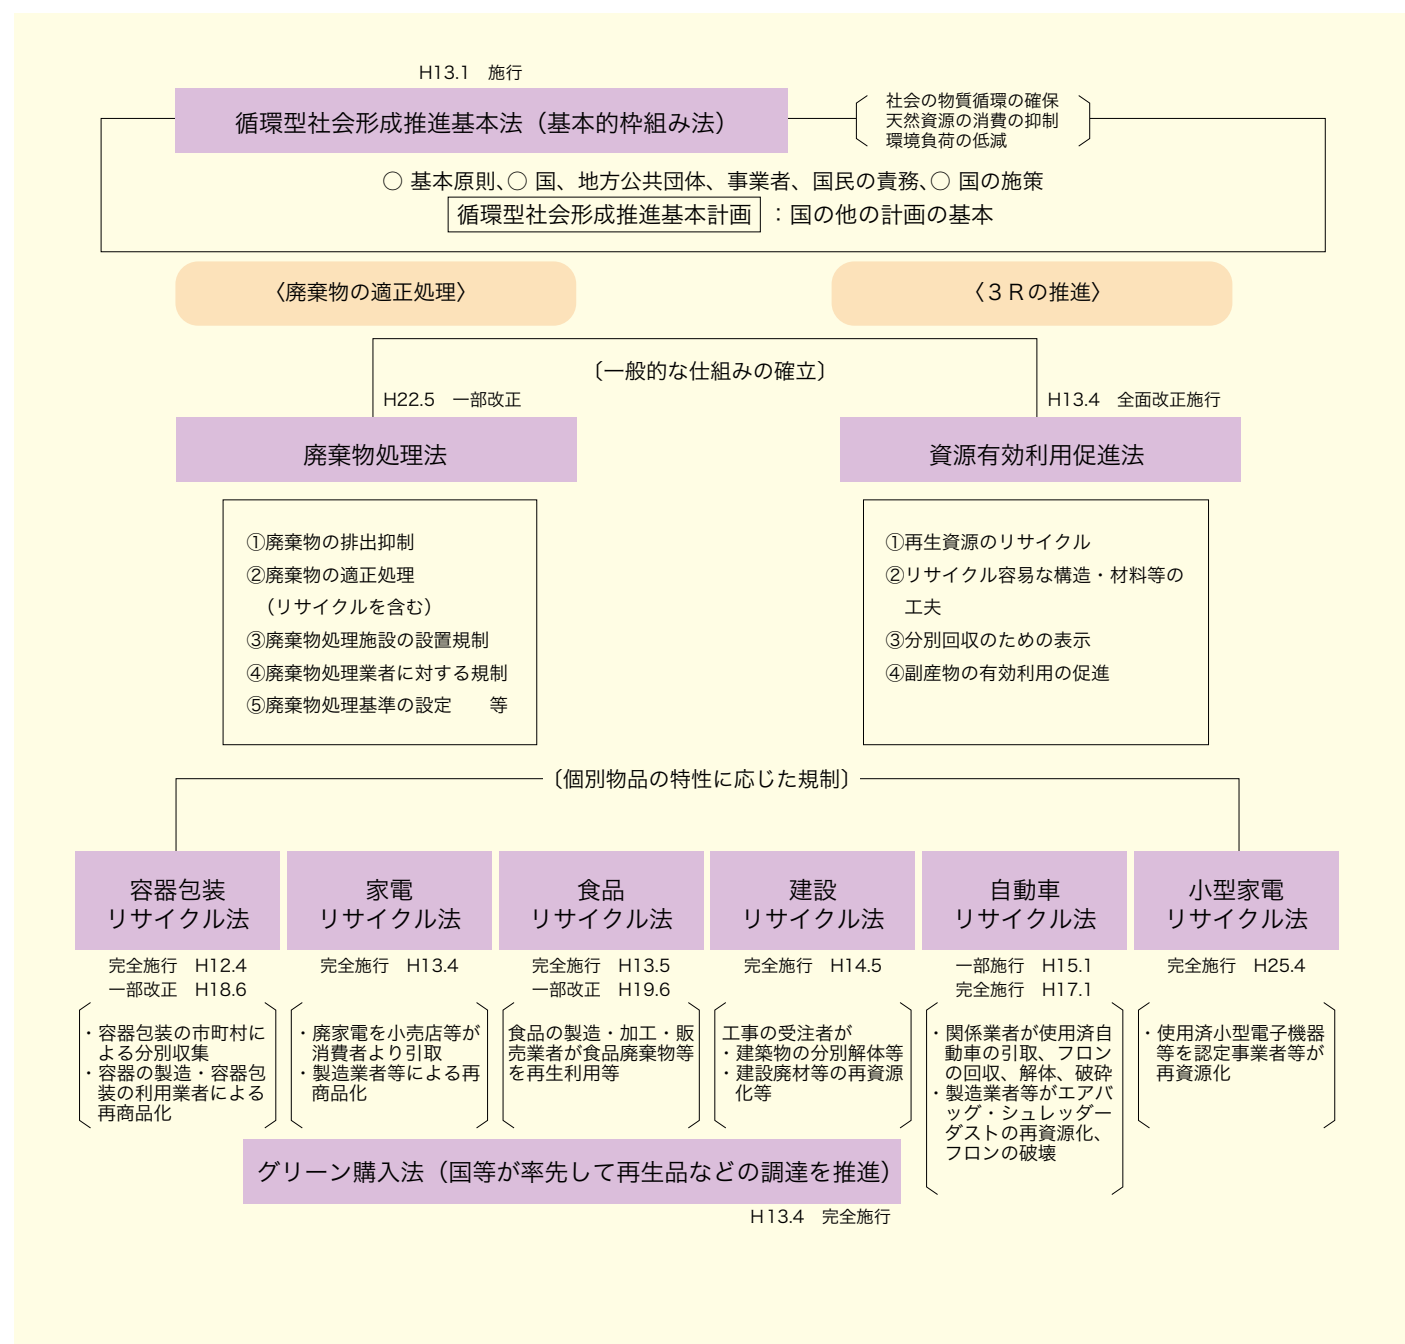 H13.1　施行
循環型社会形成推進基本法（基本的枠組み法）
社会の物質循環の確保
天然資源の消費の抑制
環境負荷の低減
○ 基本原則、○ 国、地方公共団体、事業者、国民の責務、○ 国の施策
循環型社会形成推進基本計画 ：国の他の計画の基本
〈廃棄物の適正処理〉
〈３Ｒの推進〉
〔一般的な仕組みの確立〕
H22.5　一部改正
廃棄物処理法
①廃棄物の排出抑制
②廃棄物の適正処理
（リサイクルを含む）
③廃棄物処理施設の設置規制
④廃棄物処理業者に対する規制
⑤廃棄物処理基準の設定　　等
H13.4　全面改正施行
資源有効利用促進法
①再生資源のリサイクル
②リサイクル容易な構造・材料等の
工夫
③分別回収のための表示
④副産物の有効利用の促進
〔個別物品の特性に応じた規制〕
容器包装
リサイクル法
完全施行　H12.4
一部改正　H18.6
・容器包装の市町村に
よる分別収集
・容器の製造・容器包
装の利用業者による
再商品化
家電
リサイクル法
完全施行　H13.4
・廃家電を小売店等が
消費者より引取
・製造業者等による再
商品化
食品
リサイクル法
完全施行　H13.5
一部改正　H19.6
食品の製造・加工・販
売業者が食品廃棄物等
を再生利用等
建設
リサイクル法
完全施行　H14.5
工事の受注者が
・建築物の分別解体等
・建設廃材等の再資源
化等
自動車
リサイクル法
一部施行　H15.1
完全施行　H17.1
・関係業者が使用済自
動車の引取、フロン
の回収、解体、破砕
・製造業者等がエアバ
ッグ・シュレッダー
ダストの再資源化、
フロンの破壊
小型家電
リサイクル法
完全施行　H25.4
・使用済小型電子機器
等を認定事業者等が
再資源化
グリーン購入法（国等が率先して再生品などの調達を推進）
H13.4　完全施行